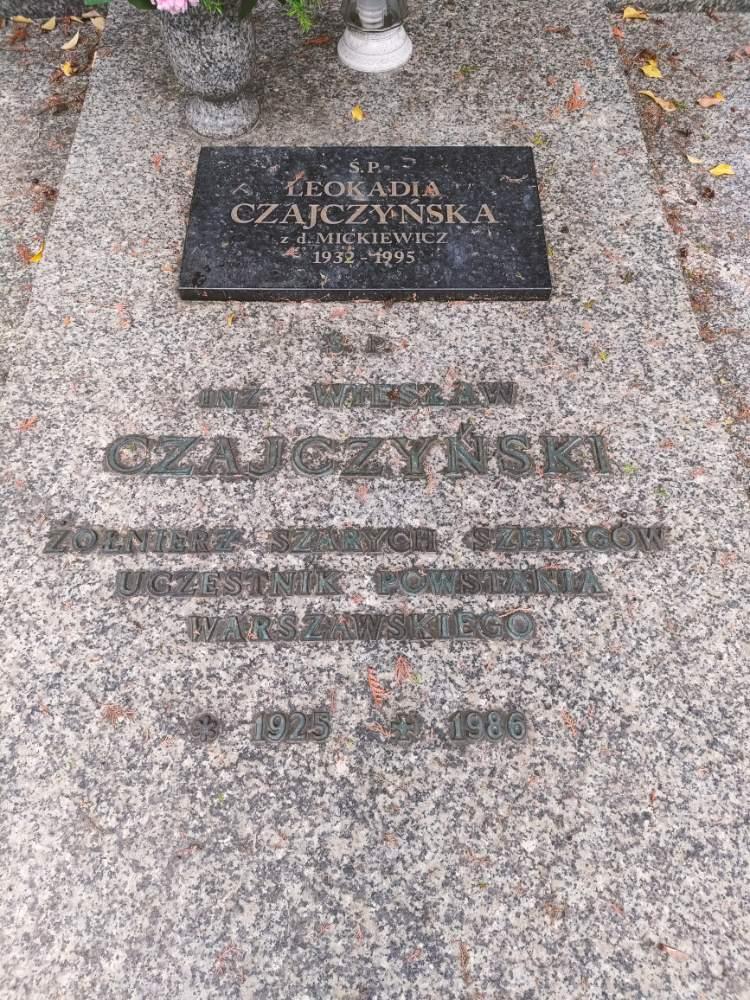 Ś.P.
LEOKADIA
CZAJCZYŃSKA
z d. MICKIEWICZ
1932 - 1995
Ś. P.
INŻ WIESŁAW
CZAJCZYŃSKI
ŻOŁNIERZ SZARYCH SZEREGÓW
UCZESTNIK POWSTANIA
WARSZAWSKIEGO
* 1925 + 1986